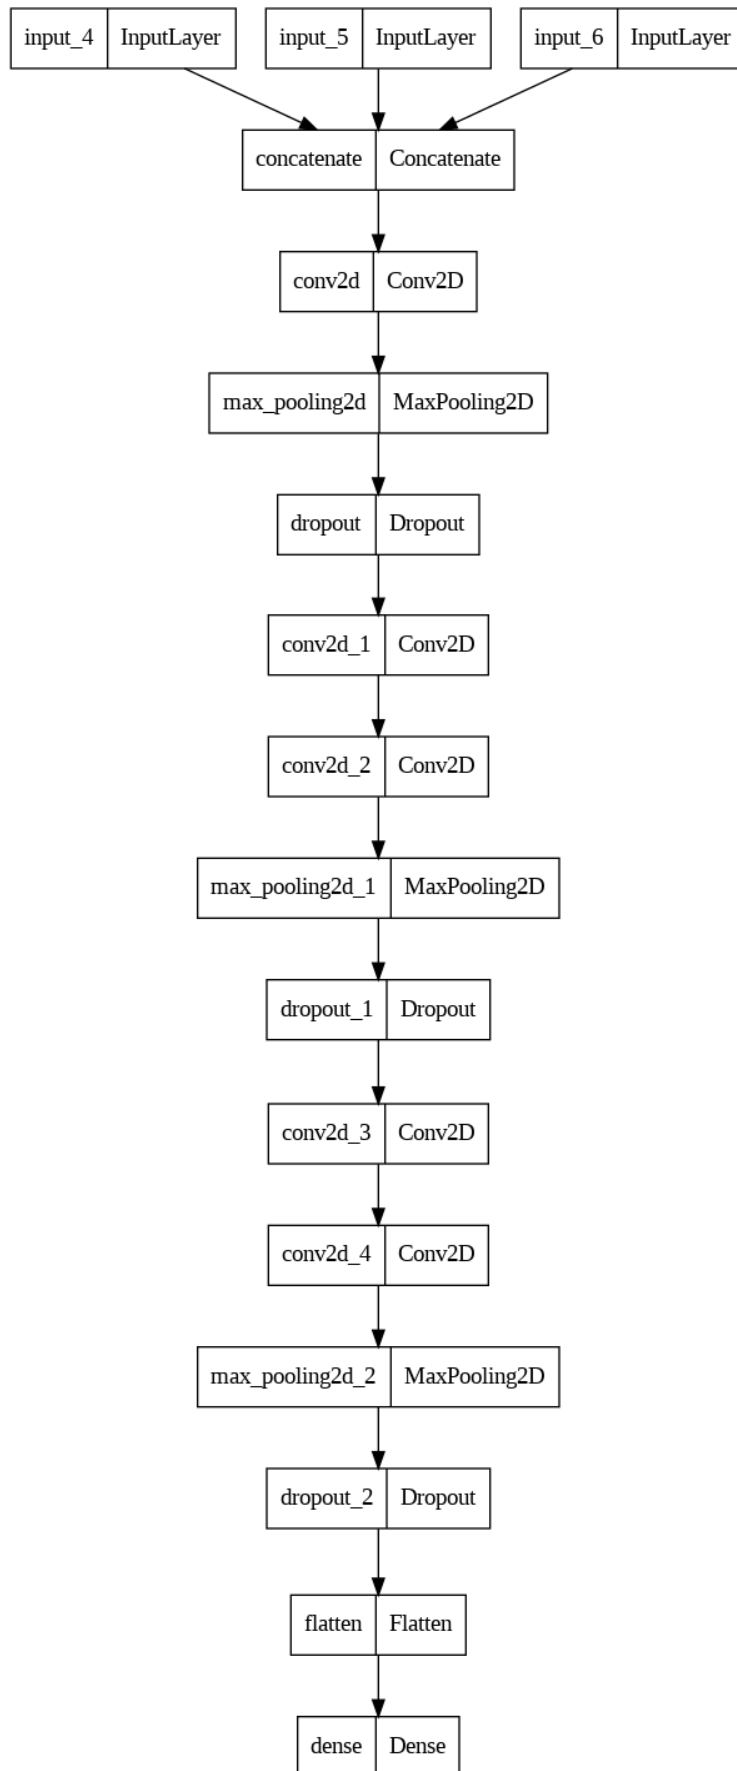 input_4 InputLayer input_5 InputLayer input_6 InputLayer
concatenate Concatenate
conv2d Conv2D
max_pooling2d MaxPooling2D
dropout Dropout
conv2d_1 Conv2D
conv2d_2 Conv2D
max_pooling2d_1 MaxPooling2D
dropout_1 Dropout
conv2d_3 Conv2D
conv2d_4 Conv2D
max_pooling2d_2 MaxPooling2D
dropout_2 Dropout
flatten Flatten
dense Dense